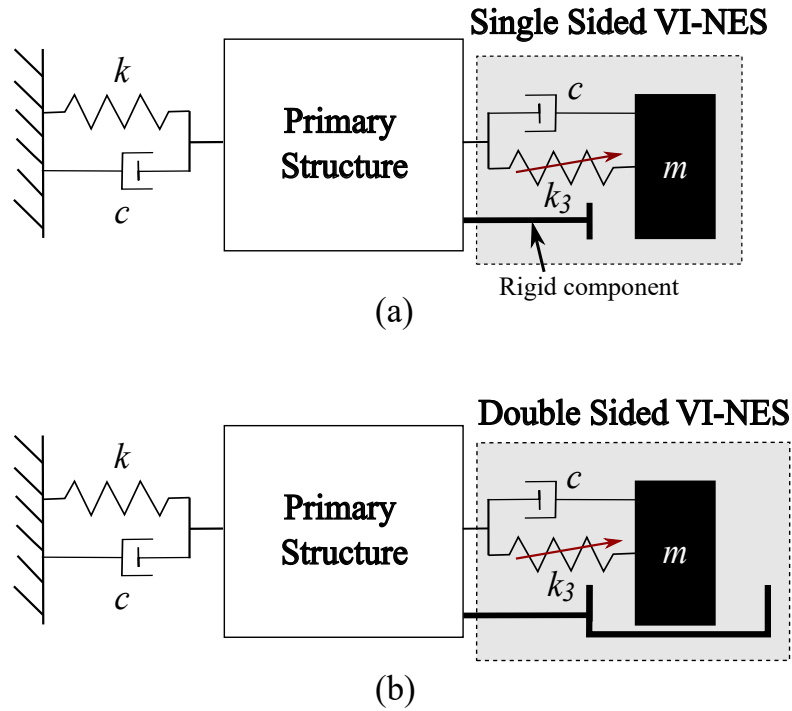 Single Sided VI-NES
k
c
Primary
Structure
c
m
k3
Rigid component
(a)
Double Sided VI-NES
k
c
Primary
Structure
c
m
k3
(b)